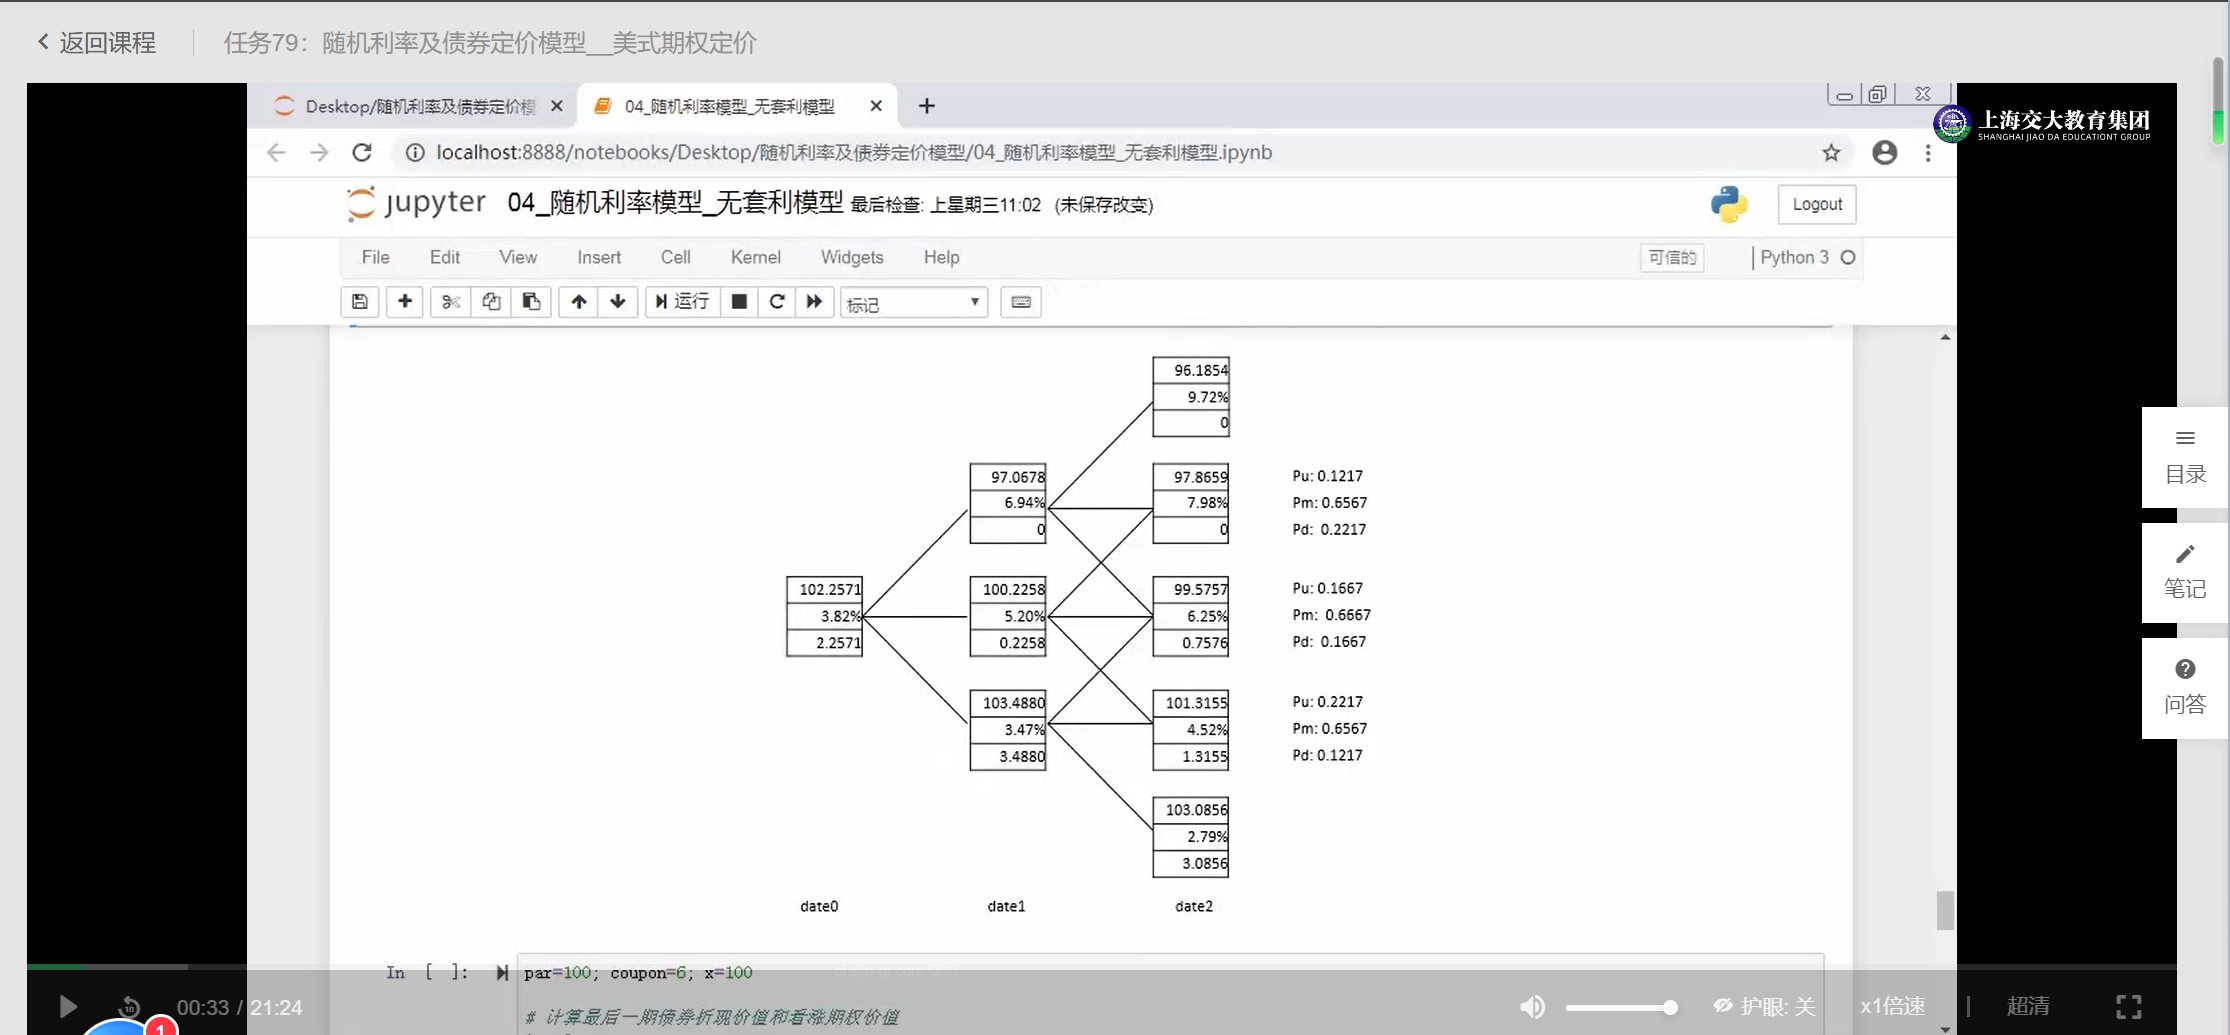 返回课程
任务79：随机利率及债券定价模型__美式期权定价
Desktop/随机利率及债券定价模
04_随机利率模型_无套利模型
上海交大教育集团
SHANGHAI JIAO DA EDUCATIONT GROUP
localhost:8888/notebooks/Desktop/随机利率及债券定价模型/04_随机利率模型_无套利模型.ipynb
jupyter 04_随机利率模型_无套利模型 最后检查: 上星期三11:02 (未保存改变)
Logout
File Edit View Insert Cell Kernel Widgets Help
可信的
Python 3
运行
标记
96.1854
9.72%
0
97.0678
6.94%
0
97.8659
7.98%
0
Pu: 0.1217
Pm: 0.6567
Pd: 0.2217
102.2571
3.82%
2.2571
100.2258
5.20%
0.2258
99.5757
6.25%
0.7576
Pu: 0.1667
Pm: 0.6667
Pd: 0.1667
103.4880
3.47%
3.4880
101.3155
4.52%
1.3155
Pu: 0.2217
Pm: 0.6567
Pd: 0.1217
103.0856
2.79%
3.0856
date0
date1
date2
In [ ]:
par=100; coupon=6; x=100
# 计算最后一期债券折现价值和看涨期权价值
目录
笔记
问答
10
00:33 / 21:24
1
护眼: 关
x1倍速
超清